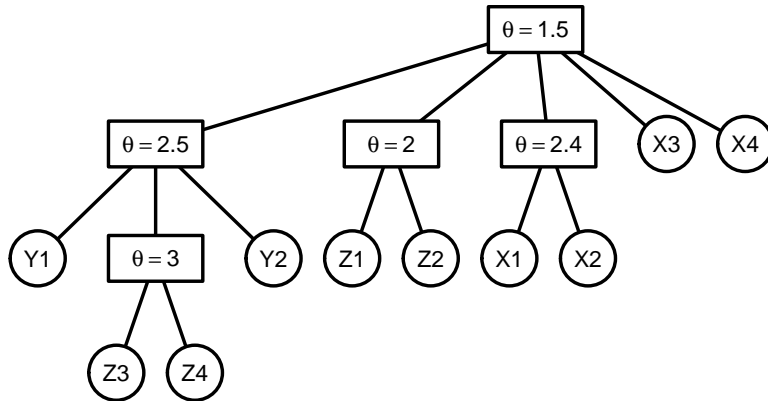 θ = 1.5
θ = 2.5
θ = 2
θ = 2.4
X3
X4
Y1
θ = 3
Y2
Z1
Z2
X1
X2
Z3
Z4